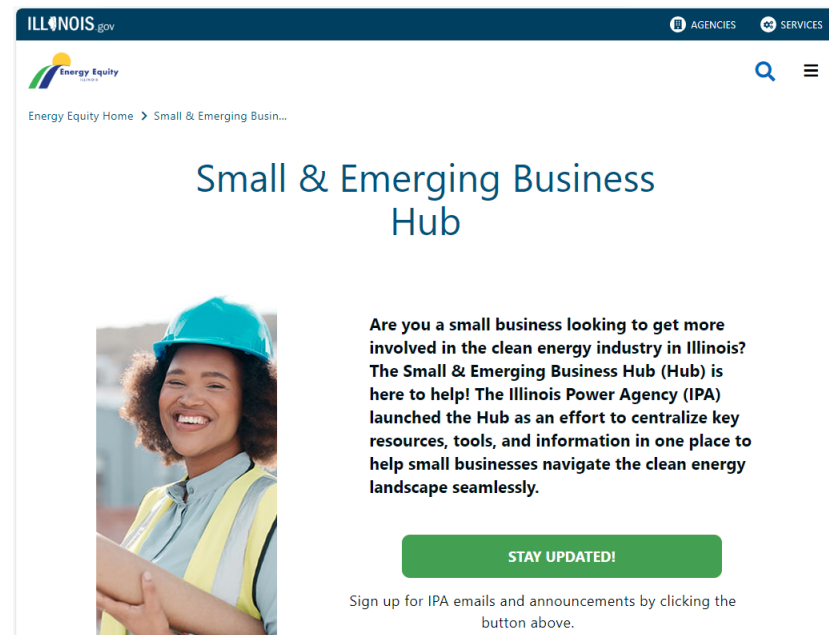 ILLINOIS.gov
AGENCIES
SERVICES
Energy Equity
ILLINOIS
Energy Equity Home
Small & Emerging Busin...
Small & Emerging Business
Hub
Are you a small business looking to get more
involved in the clean energy industry in Illinois?
The Small & Emerging Business Hub (Hub) is
here to help! The Illinois Power Agency (IPA)
launched the Hub as an effort to centralize key
resources, tools, and information in one place to
help small businesses navigate the clean energy
landscape seamlessly.
STAY UPDATED!
Sign up for IPA emails and announcements by clicking the
button above.